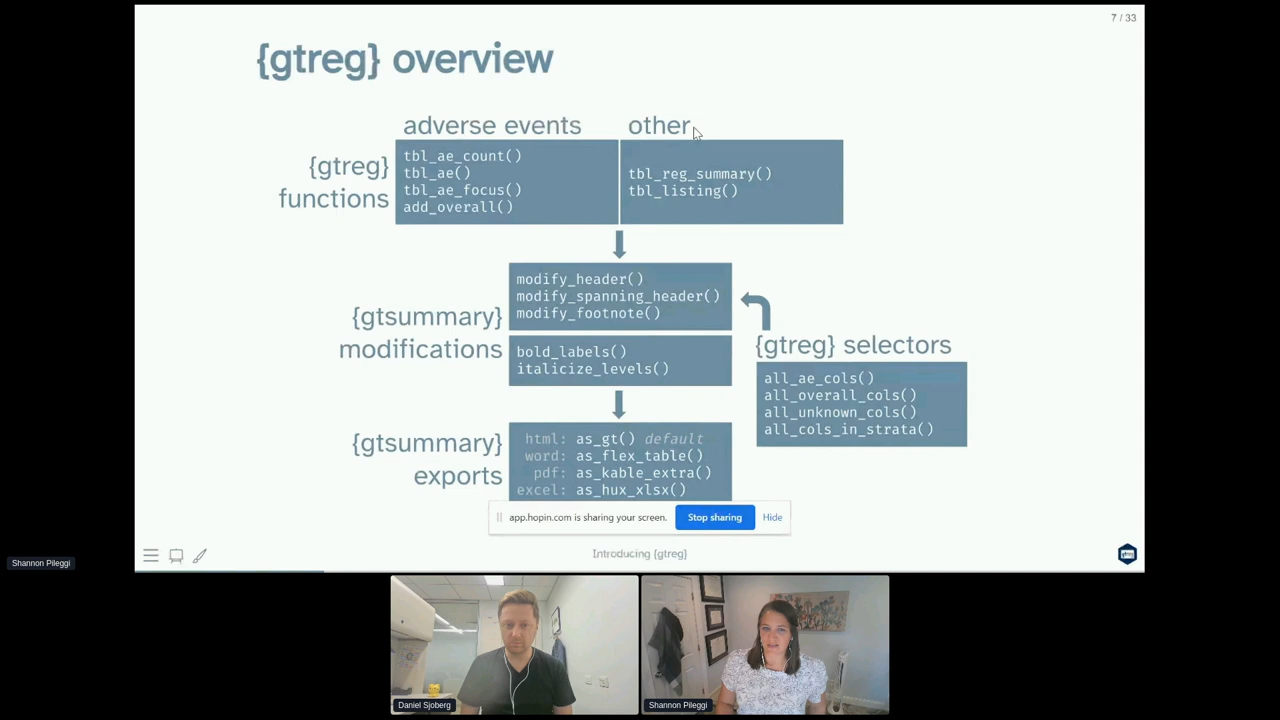 7 / 33
{gtreg} overview
adverse events
other
{gtreg}
functions
tbl_ae_count()
tbl_ae()
tbl_ae_focus()
add_overall()
tbl_reg_summary()
tbl_listing()
{gtsummary}
modifications
modify_header()
modify_spanning_header()
modify_footnote()
bold_labels()
italicize_levels()
{gtreg} selectors
all_ae_cols()
all_overall_cols()
all_unknown_cols()
all_cols_in_strata()
{gtsummary}
exports
html: as_gt() default
word: as_flex_table()
pdf: as_kable_extra()
excel: as_hux_xlsx()
app.hopin.com is sharing your screen.
Stop sharing
Hide
Introducing {gtreg}
Shannon Pileggi
Daniel Sjoberg
Shannon Pileggi